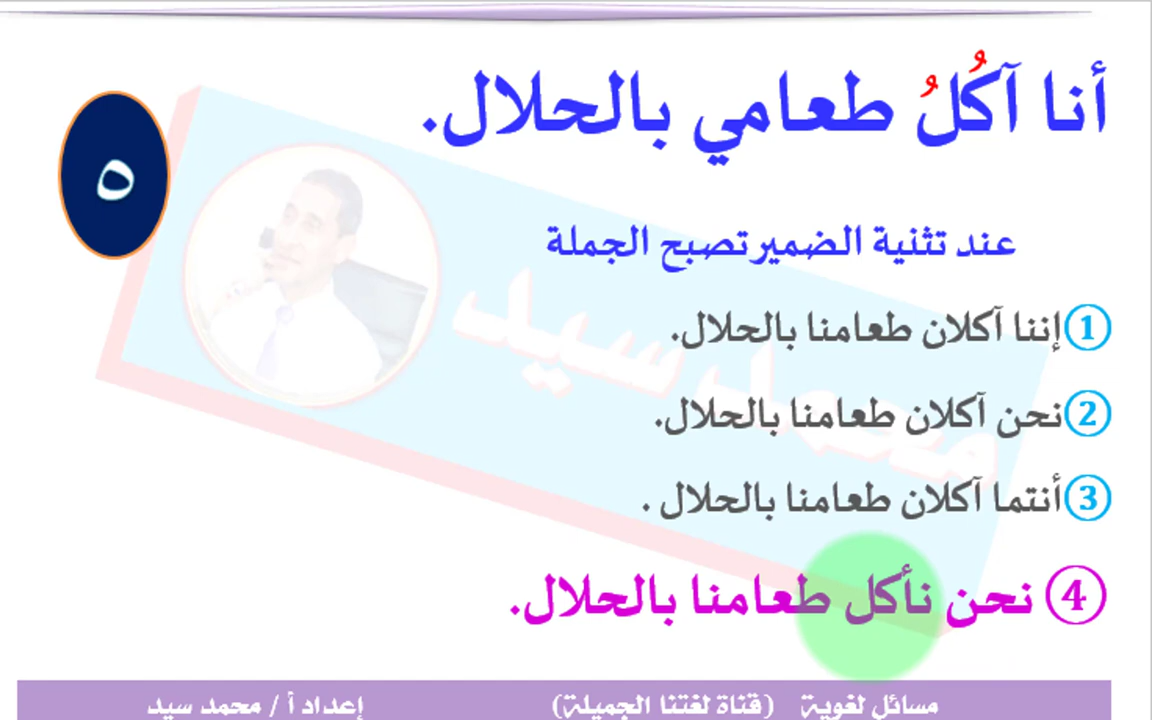 أنا آكُلُ طعامي بالحلال.
٥
عند تثنية الضمير تصبح الجملة
1 إننا آكلان طعامنا بالحلال.
2 نحن آكلان طعامنا بالحلال.
3 أنتما آكلان طعامنا بالحلال .
4 نحن نأكل طعامنا بالحلال.
محمد سيد
مسائل لغوية (قناة لغتنا الجميلة) إعداد أ / محمد سيد